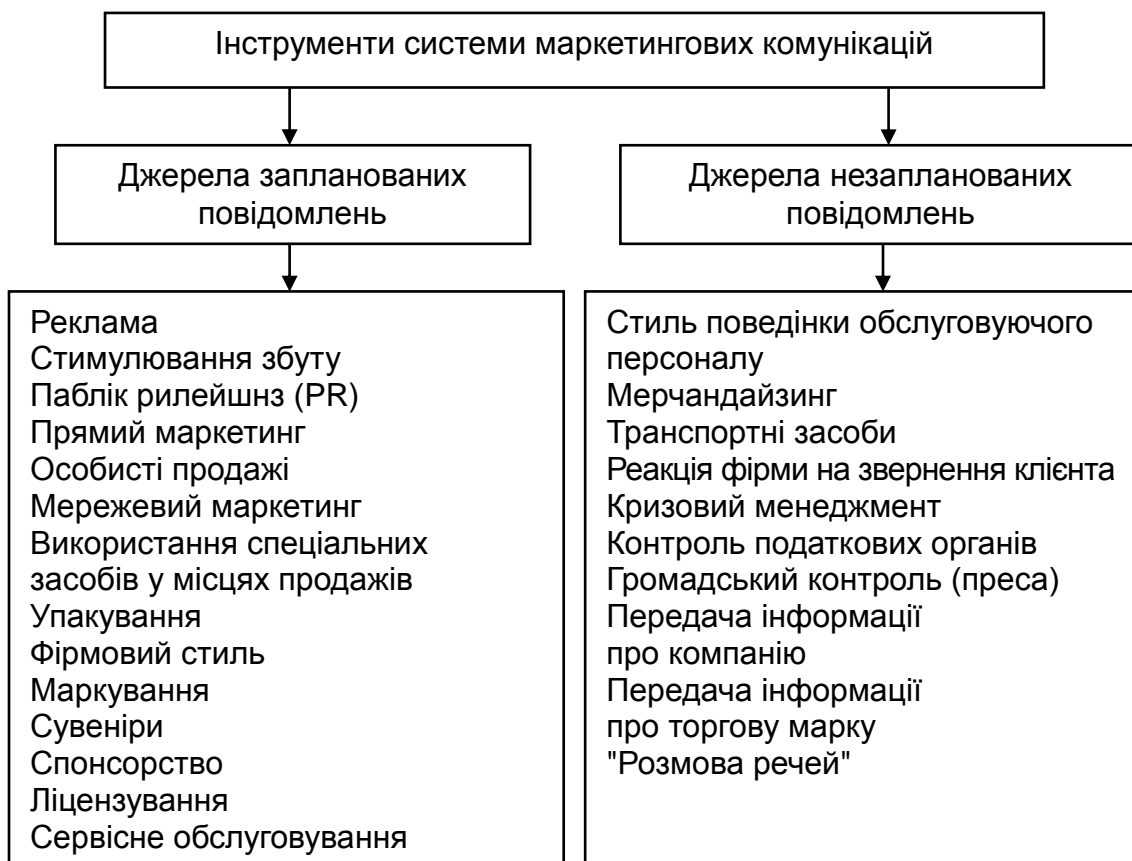 Інструменти системи маркетингових комунікацій
Джерела запланованих
повідомлень
Джерела незапланованих
повідомлень
Реклама
Стимулювання збуту
Паблік рилейшнз (PR)
Прямий маркетинг
Особисті продажі
Мережевий маркетинг
Використання спеціальних
засобів у місцях продажів
Упакування
Фірмовий стиль
Маркування
Сувеніри
Спонсорство
Ліцензування
Сервісне обслуговування
Стиль поведінки обслуговуючого
персоналу
Мерчандайзинг
Транспортні засоби
Реакція фірми на звернення клієнта
Кризовий менеджмент
Контроль податкових органів
Громадський контроль (преса)
Передача інформації
про компанію
Передача інформації
про торгову марку
"Розмова речей"